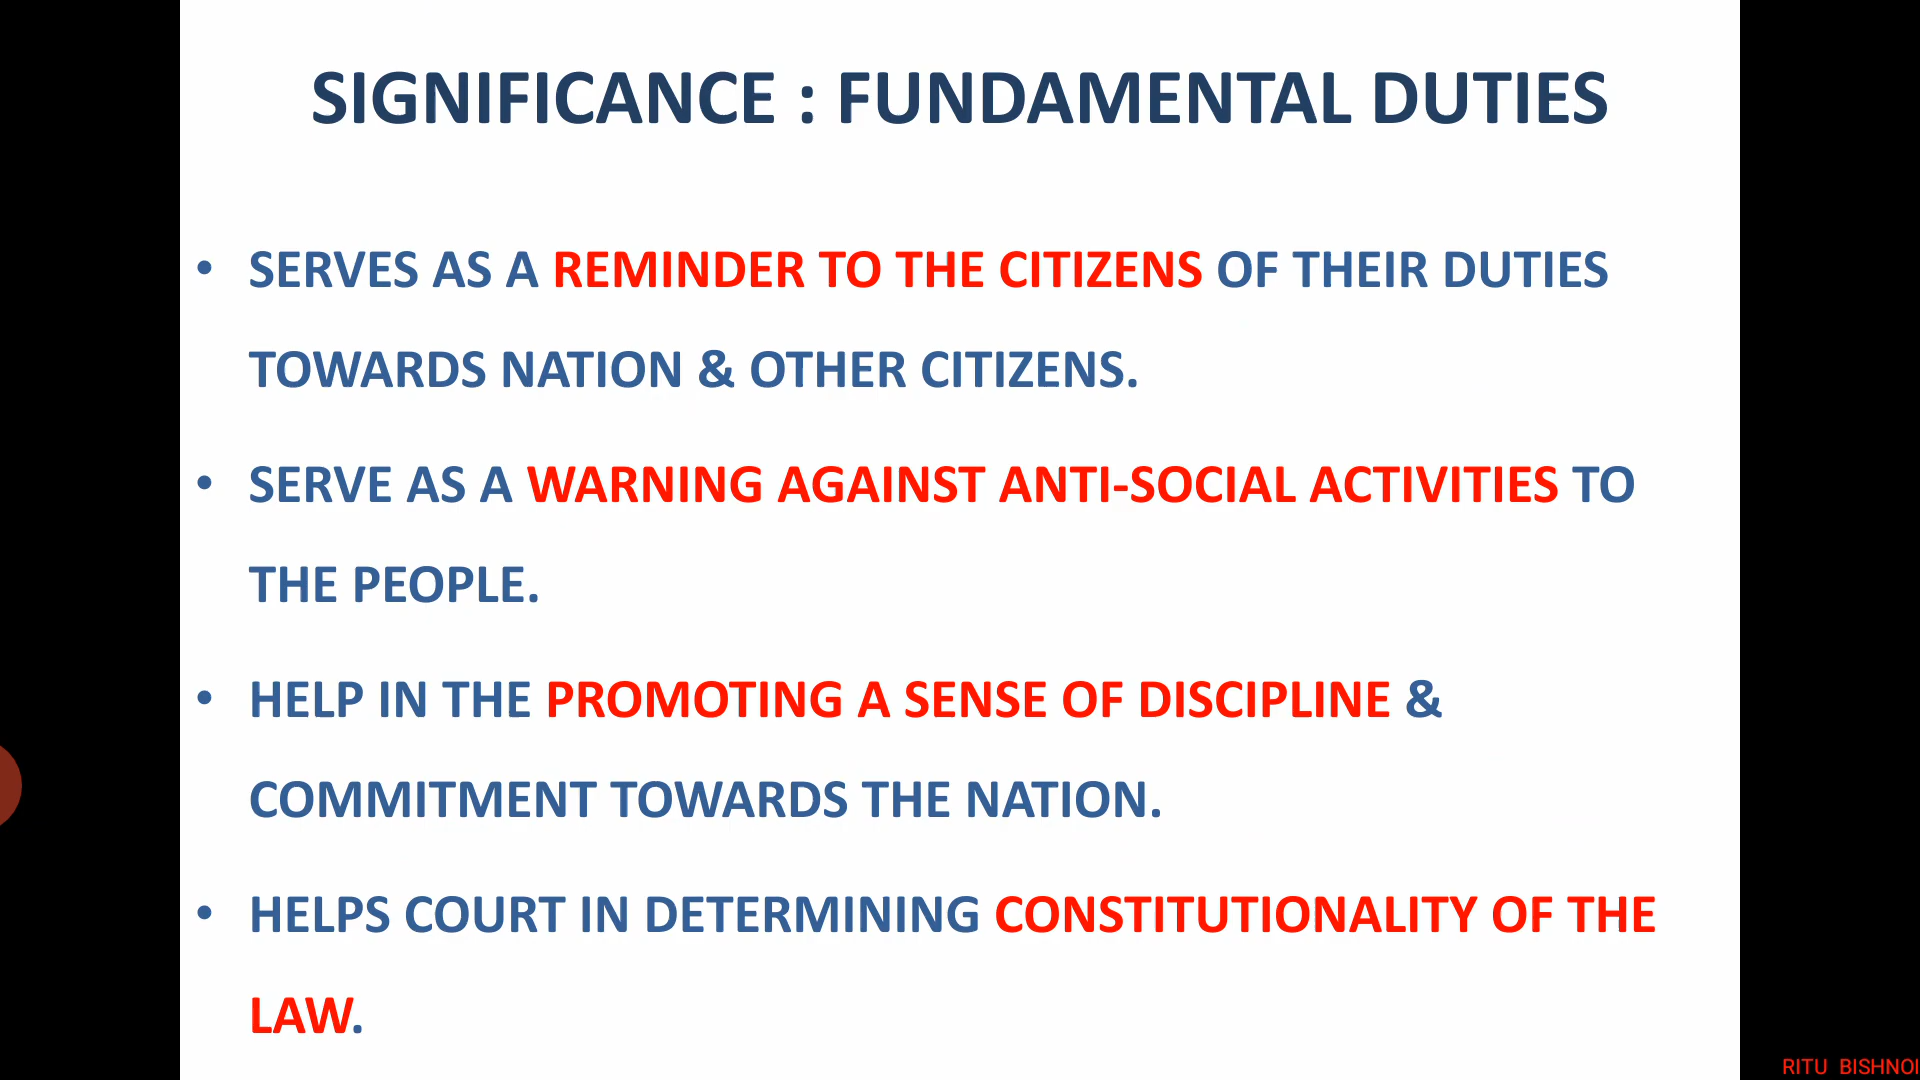 SIGNIFICANCE : FUNDAMENTAL DUTIES
• SERVES AS A REMINDER TO THE CITIZENS OF THEIR DUTIES
TOWARDS NATION & OTHER CITIZENS.
• SERVE AS A WARNING AGAINST ANTI-SOCIAL ACTIVITIES TO
THE PEOPLE.
• HELP IN THE PROMOTING A SENSE OF DISCIPLINE &
COMMITMENT TOWARDS THE NATION.
• HELPS COURT IN DETERMINING CONSTITUTIONALITY OF THE
LAW.
RITU BISHNOI